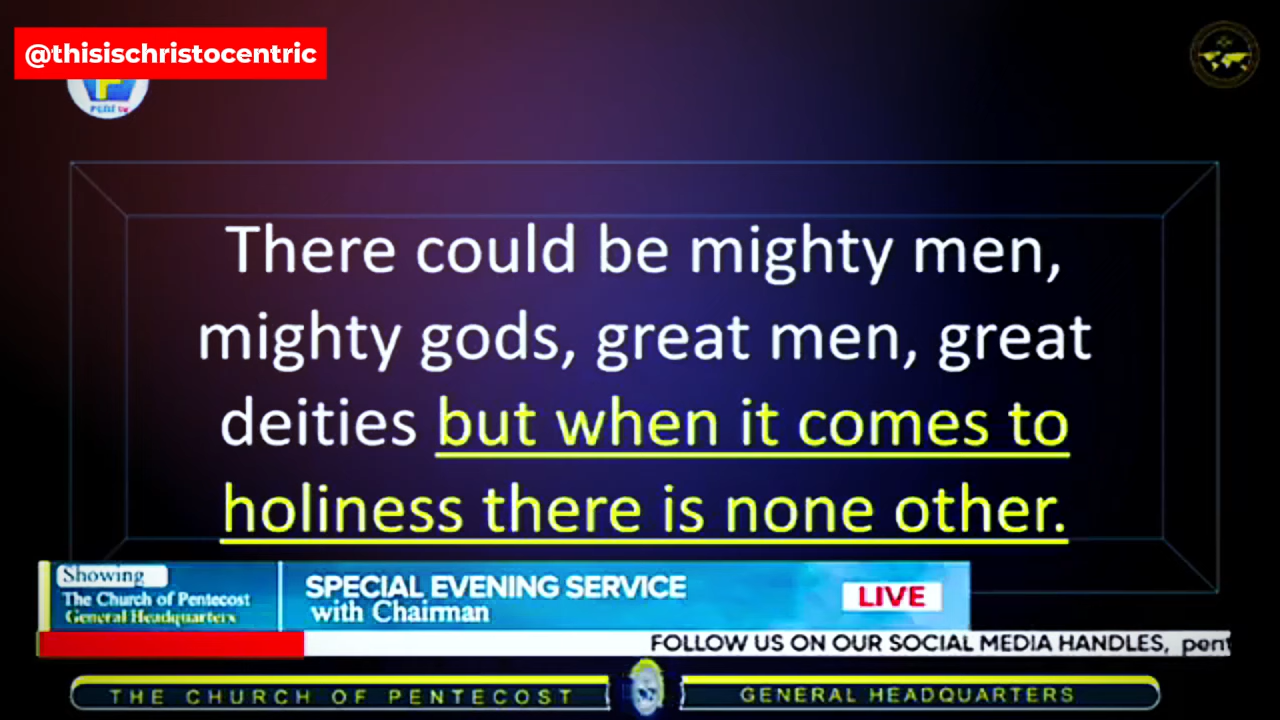 @thisischristocentric
There could be mighty men,
mighty gods, great men, great
deities but when it comes to
holiness there is none other.
Showing
The Church of Pentecost
General Headquarters
SPECIAL EVENING SERVICE
with Chairman
LIVE
FOLLOW US ON OUR SOCIAL MEDIA HANDLES, pent
THE CHURCH OF PENTECOST
GENERAL HEADQUARTERS